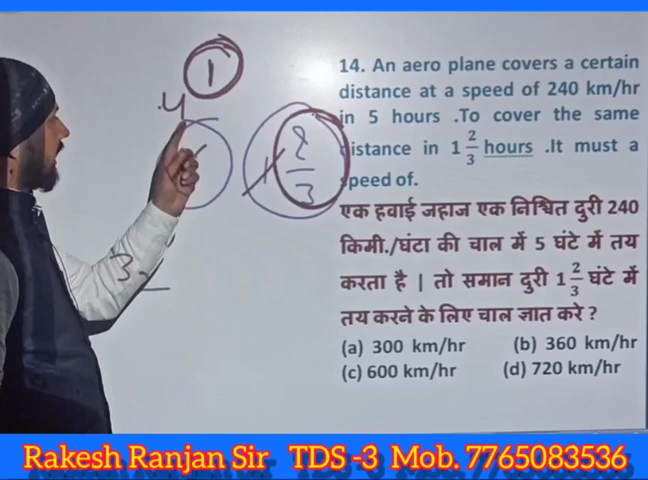 1
14. An aero plane covers a certain
distance at a speed of 240 km/hr
in 5 hours .To cover the same
distance in 1 2/3 hours .It must a
speed of.
एक हवाई जहाज एक निश्चित दुरी 240
किमी./घंटा की चाल में 5 घंटे में तय
करता है | तो समान दुरी 1 2/3 घंटे में
तय करने के लिए चाल ज्ञात करे ?
(a) 300 km/hr (b) 360 km/hr
(c) 600 km/hr (d) 720 km/hr
2/3
3
Rakesh Ranjan Sir TDS -3 Mob. 7765083536